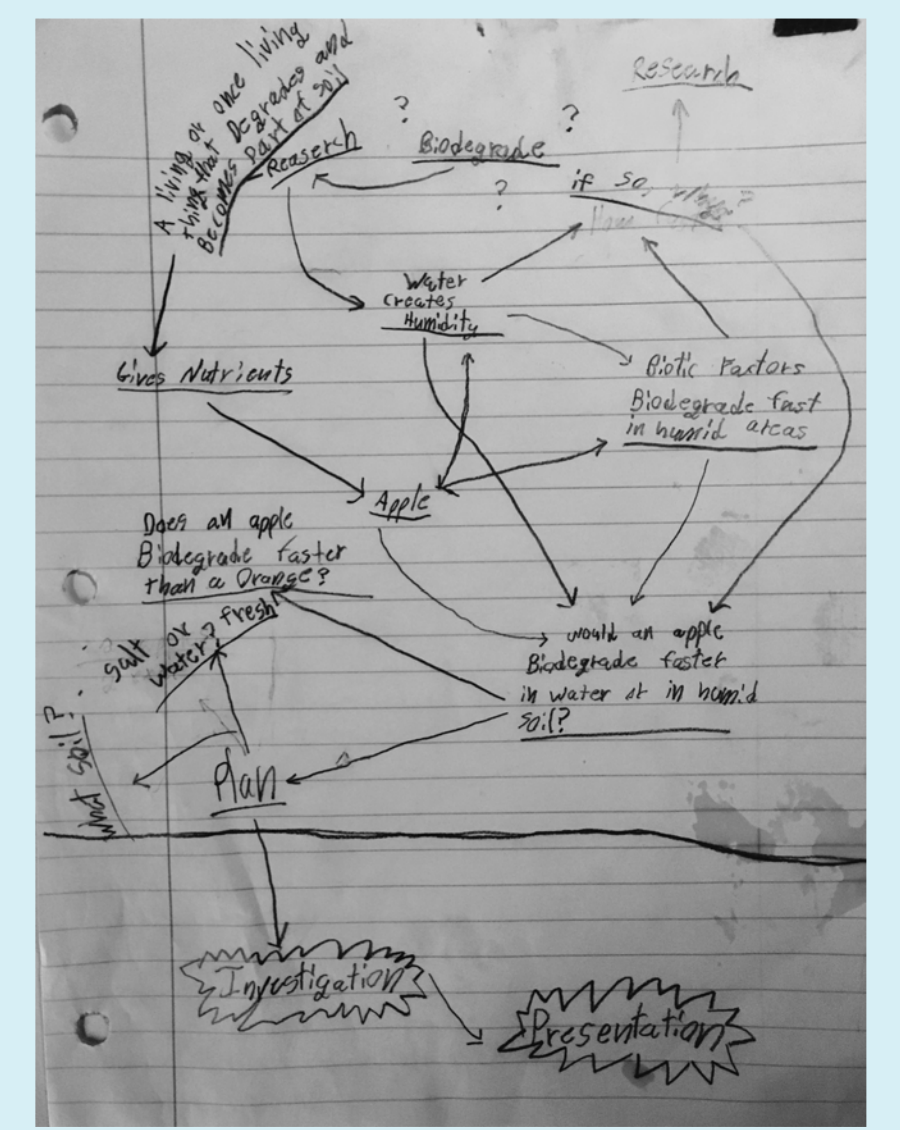 A living or once living
thing that Degrades and
Becomes part of soil
Reaserch
?
Biodegrade
?
?
Research
if so,
Water
Creates
Humidity
Gives Nutrients
Biotic Factors
Biodegrade fast
in humid areas
Apple
Does an apple
Biodegrade faster
than a Orange?
salt or fresh
water?
what soil?
would an apple
Biodegrade faster
in water or in humid
soil?
Plan
Investigation
Presentation